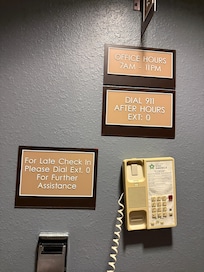 OFFICE HOURS
7AM - 11PM
DIAL 911
AFTER HOURS
EXT: 0
For Late Check In
Please Dial Ext. 0
For Further
Assistance